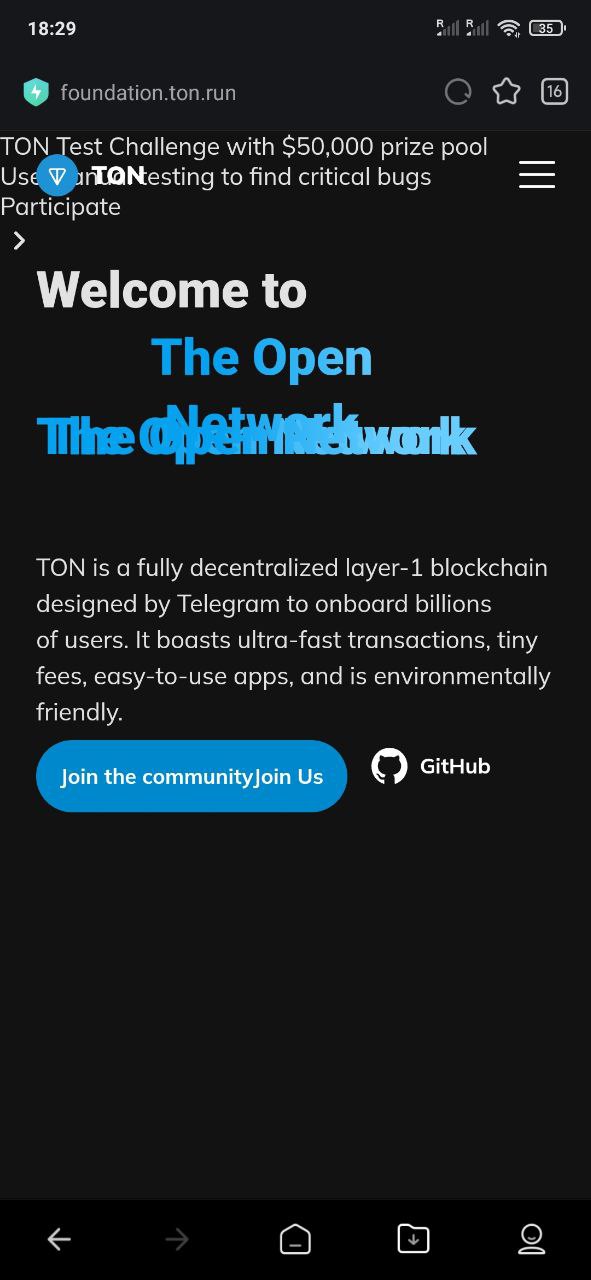 18:29
R R 35
foundation.ton.run
16
TON Test Challenge with $50,000 prize pool
TON
testing to find critical bugs
Participate
Welcome to
The Open
Network
The Open Network
TON is a fully decentralized layer-1 blockchain
designed by Telegram to onboard billions
of users. It boasts ultra-fast transactions, tiny
fees, easy-to-use apps, and is environmentally
friendly.
Join the communityJoin Us
GitHub